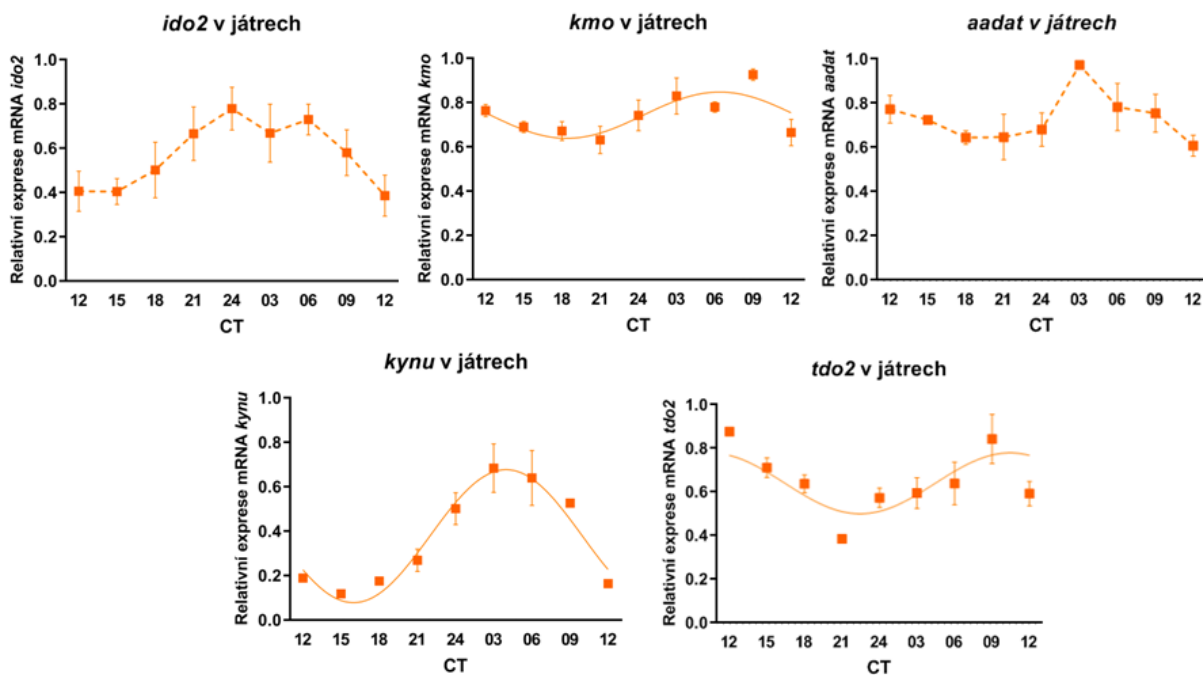 ido2 v játrech
Relativní exprese mRNA ido2
1.0
0.8
0.6
0.4
0.2
0.0
12 15 18 21 24 03 06 09 12
CT
kmo v játrech
Relativní exprese mRNA kmo
1.0
0.8
0.6
0.4
0.2
0.0
12 15 18 21 24 03 06 09 12
CT
aadat v játrech
Relativní exprese mRNA aadat
1.0
0.8
0.6
0.4
0.2
0.0
12 15 18 21 24 03 06 09 12
CT
kynu v játrech
Relativní exprese mRNA kynu
1.0
0.8
0.6
0.4
0.2
0.0
12 15 18 21 24 03 06 09 12
CT
tdo2 v játrech
Relativní exprese mRNA tdo2
1.0
0.8
0.6
0.4
0.2
0.0
12 15 18 21 24 03 06 09 12
CT